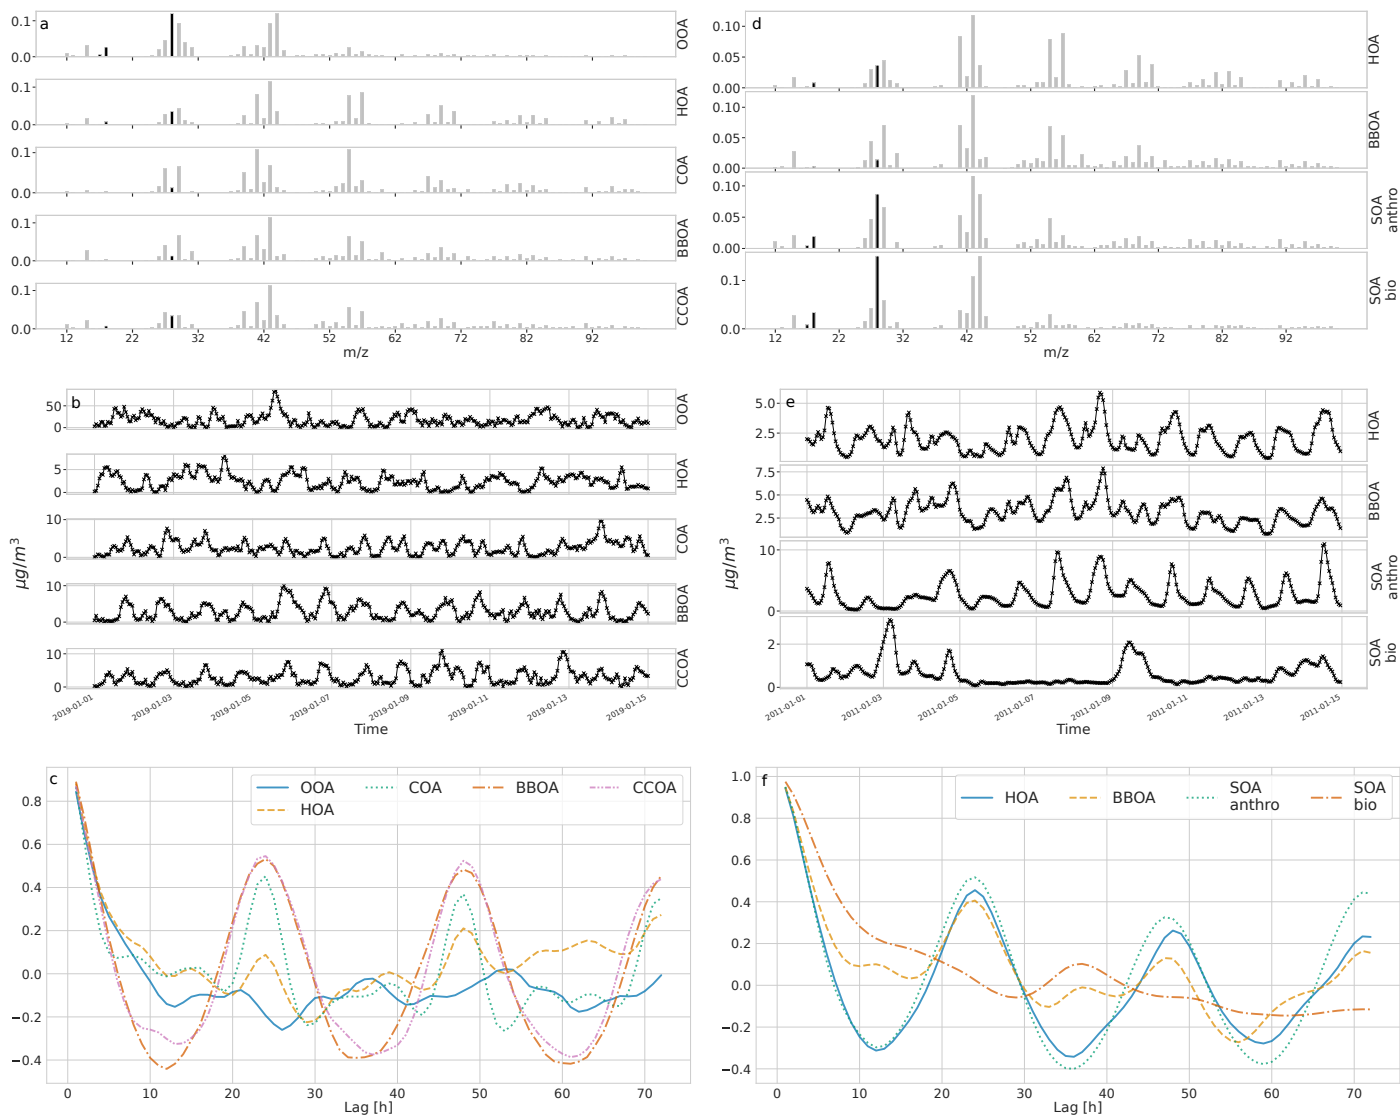 a
0.1
0.0
OOA
0.1
0.0
HOA
0.1
0.0
COA
0.1
0.0
BBOA
0.1
0.0
CCOA
12 22 32 42 52 62 72 82 92
m/z
d
0.10
0.05
0.00
HOA
0.10
0.05
0.00
BBOA
0.10
0.05
0.00
SOA
anthro
0.1
0.0
SOA
bio
12 22 32 42 52 62 72 82 92
m/z
b
50
0
OOA
5
0
HOA
10
0
COA
10
0
BBOA
10
0
CCOA
μg/m³
2019-01-01 2019-01-03 2019-01-05 2019-01-07 2019-01-09 2019-01-11 2019-01-13 2019-01-15
Time
e
5.0
2.5
HOA
7.5
5.0
2.5
BBOA
10
0
SOA
anthro
2
0
SOA
bio
2011-01-01 2011-01-03 2011-01-05 2011-01-07 2011-01-09 2011-01-11 2011-01-13 2011-01-15
Time
c
OOA COA BBOA CCOA
HOA
0.8
0.6
0.4
0.2
0.0
−0.2
−0.4
0 10 20 30 40 50 60 70
Lag [h]
f
HOA BBOA SOA anthro SOA bio
1.0
0.8
0.6
0.4
0.2
0.0
−0.2
−0.4
0 10 20 30 40 50 60 70
Lag [h]